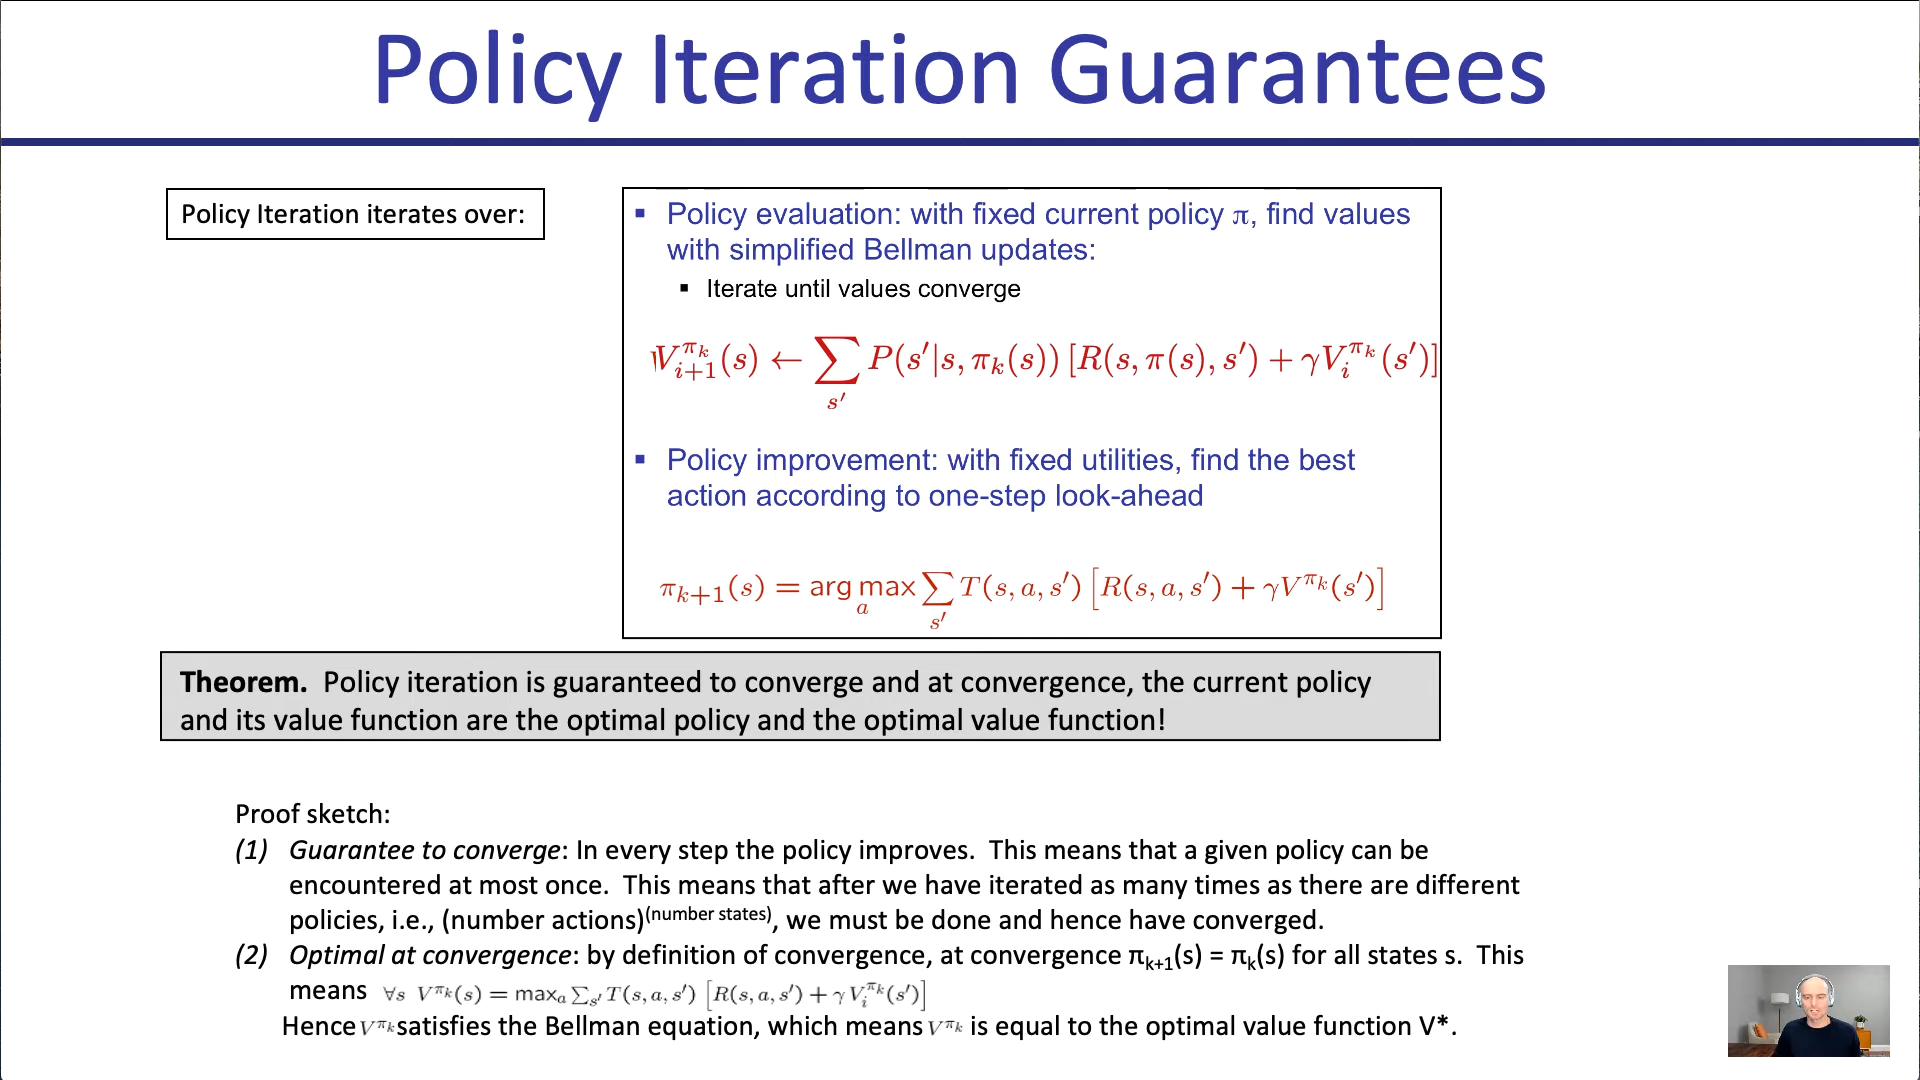 Policy Iteration Guarantees
Policy Iteration iterates over:
▪ Policy evaluation: with fixed current policy π, find values
with simplified Bellman updates:
▪ Iterate until values converge
V_{i+1}^{π_k}(s) ← ∑_{s'} P(s'|s, π_k(s)) [R(s, π(s), s') + γV_i^{π_k}(s')]
▪ Policy improvement: with fixed utilities, find the best
action according to one-step look-ahead
π_{k+1}(s) = arg max_a ∑_{s'} T(s, a, s') [R(s, a, s') + γV^{π_k}(s')]
Theorem. Policy iteration is guaranteed to converge and at convergence, the current policy
and its value function are the optimal policy and the optimal value function!
Proof sketch:
(1) Guarantee to converge: In every step the policy improves. This means that a given policy can be
encountered at most once. This means that after we have iterated as many times as there are different
policies, i.e., (number actions)^(number states), we must be done and hence have converged.
(2) Optimal at convergence: by definition of convergence, at convergence π_{k+1}(s) = π_k(s) for all states s. This
means ∀s V^{π_k}(s) = max_a ∑_{s'} T(s, a, s') [R(s, a, s') + γ V_i^{π_k}(s')]
Hence V^{π_k} satisfies the Bellman equation, which means V^{π_k} is equal to the optimal value function V*.